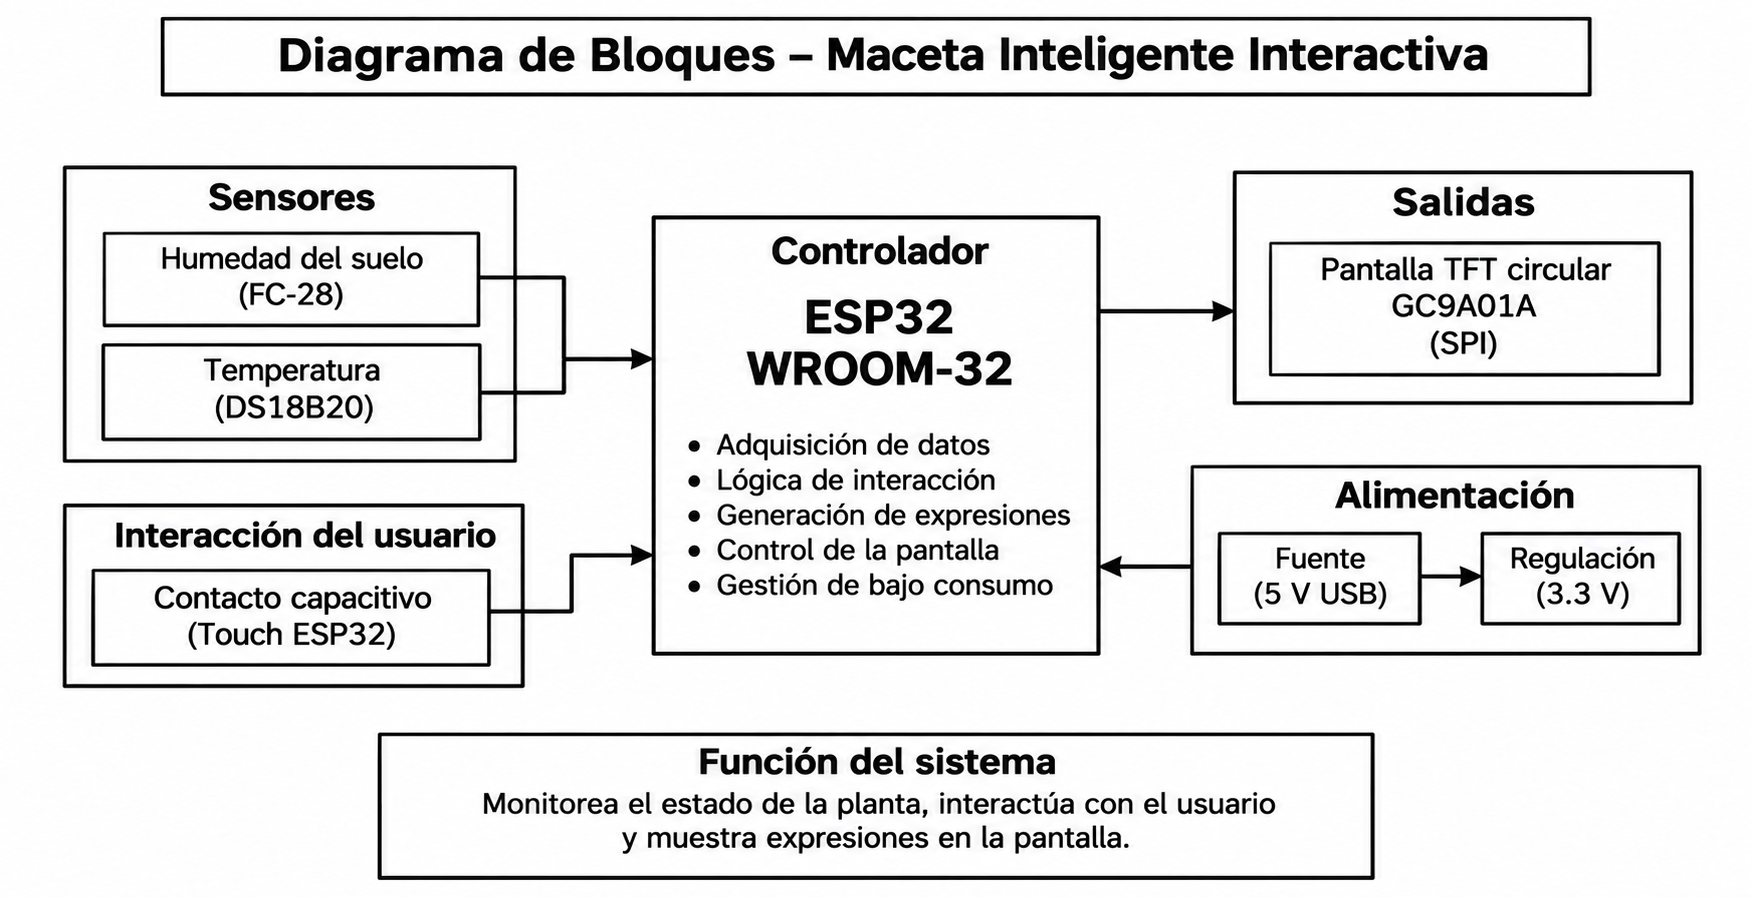 Diagrama de Bloques – Maceta Inteligente Interactiva
Sensores
Humedad del suelo
(FC-28)
Temperatura
(DS18B20)
Interacción del usuario
Contacto capacitivo
(Touch ESP32)
Controlador
ESP32
WROOM-32
• Adquisición de datos
• Lógica de interacción
• Generación de expresiones
• Control de la pantalla
• Gestión de bajo consumo
Salidas
Pantalla TFT circular
GC9A01A
(SPI)
Alimentación
Fuente
(5 V USB)
Regulación
(3.3 V)
Función del sistema
Monitorea el estado de la planta, interactúa con el usuario
y muestra expresiones en la pantalla.